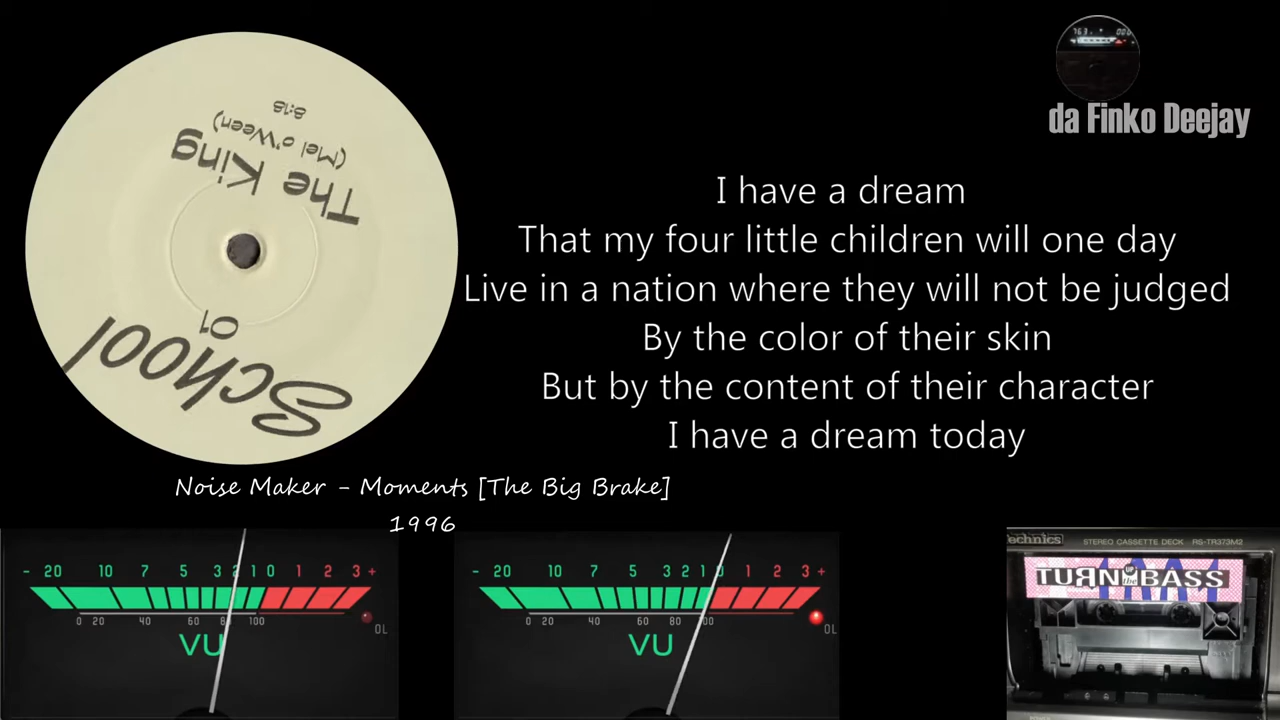 School
01
The King
(Mel o'Ween)
8:18
763 000
da Finko Deejay
I have a dream
That my four little children will one day
Live in a nation where they will not be judged
By the color of their skin
But by the content of their character
I have a dream today
Noise Maker - Moments [The Big Brake]
1996
- 20 10 7 5 3 2 1 0 1 2 3 +
0 20 40 60 80 100
OL
VU
- 20 10 7 5 3 2 1 0 1 2 3 +
0 20 40 60 80 100
OL
VU
Technics STEREO CASSETTE DECK RS-TR373M2
TURN UP the BASS